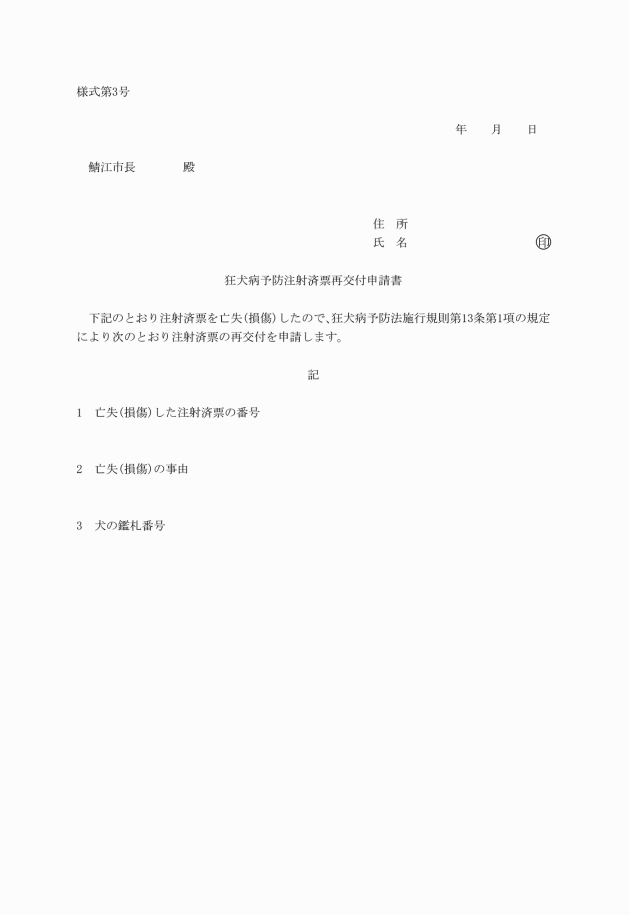 様式第3号
年　　月　　日
鯖江市長　　　　殿
住　所
氏　名　　　　　　　　　　　㊞
狂犬病予防注射済票再交付申請書
下記のとおり注射済票を亡失(損傷)したので、狂犬病予防法施行規則第13条第1項の規定
により次のとおり注射済票の再交付を申請します。
記
1　亡失(損傷)した注射済票の番号
2　亡失(損傷)の事由
3　犬の鑑札番号